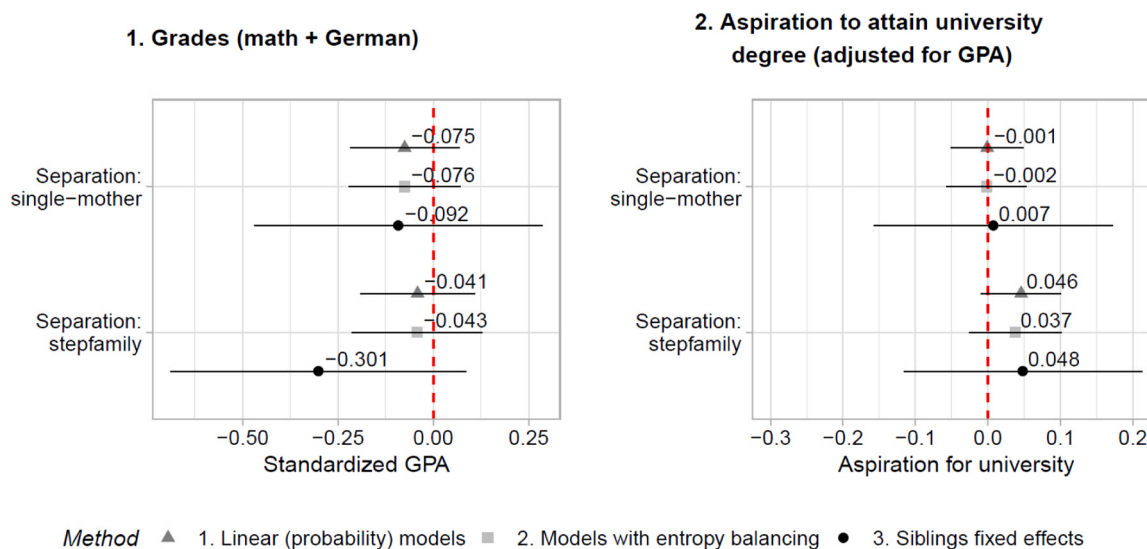 1. Grades (math + German)
−0.075
−0.076
−0.092
−0.041
−0.043
−0.301
Separation:
single−mother
Separation:
stepfamily
−0.50
−0.25
0.00
0.25
Standardized GPA
2. Aspiration to attain university
degree (adjusted for GPA)
−0.001
−0.002
0.007
0.046
0.037
0.048
Separation:
single−mother
Separation:
stepfamily
−0.3
−0.2
−0.1
0.0
0.1
0.2
Aspiration for university
Method 1. Linear (probability) models 2. Models with entropy balancing 3. Siblings fixed effects